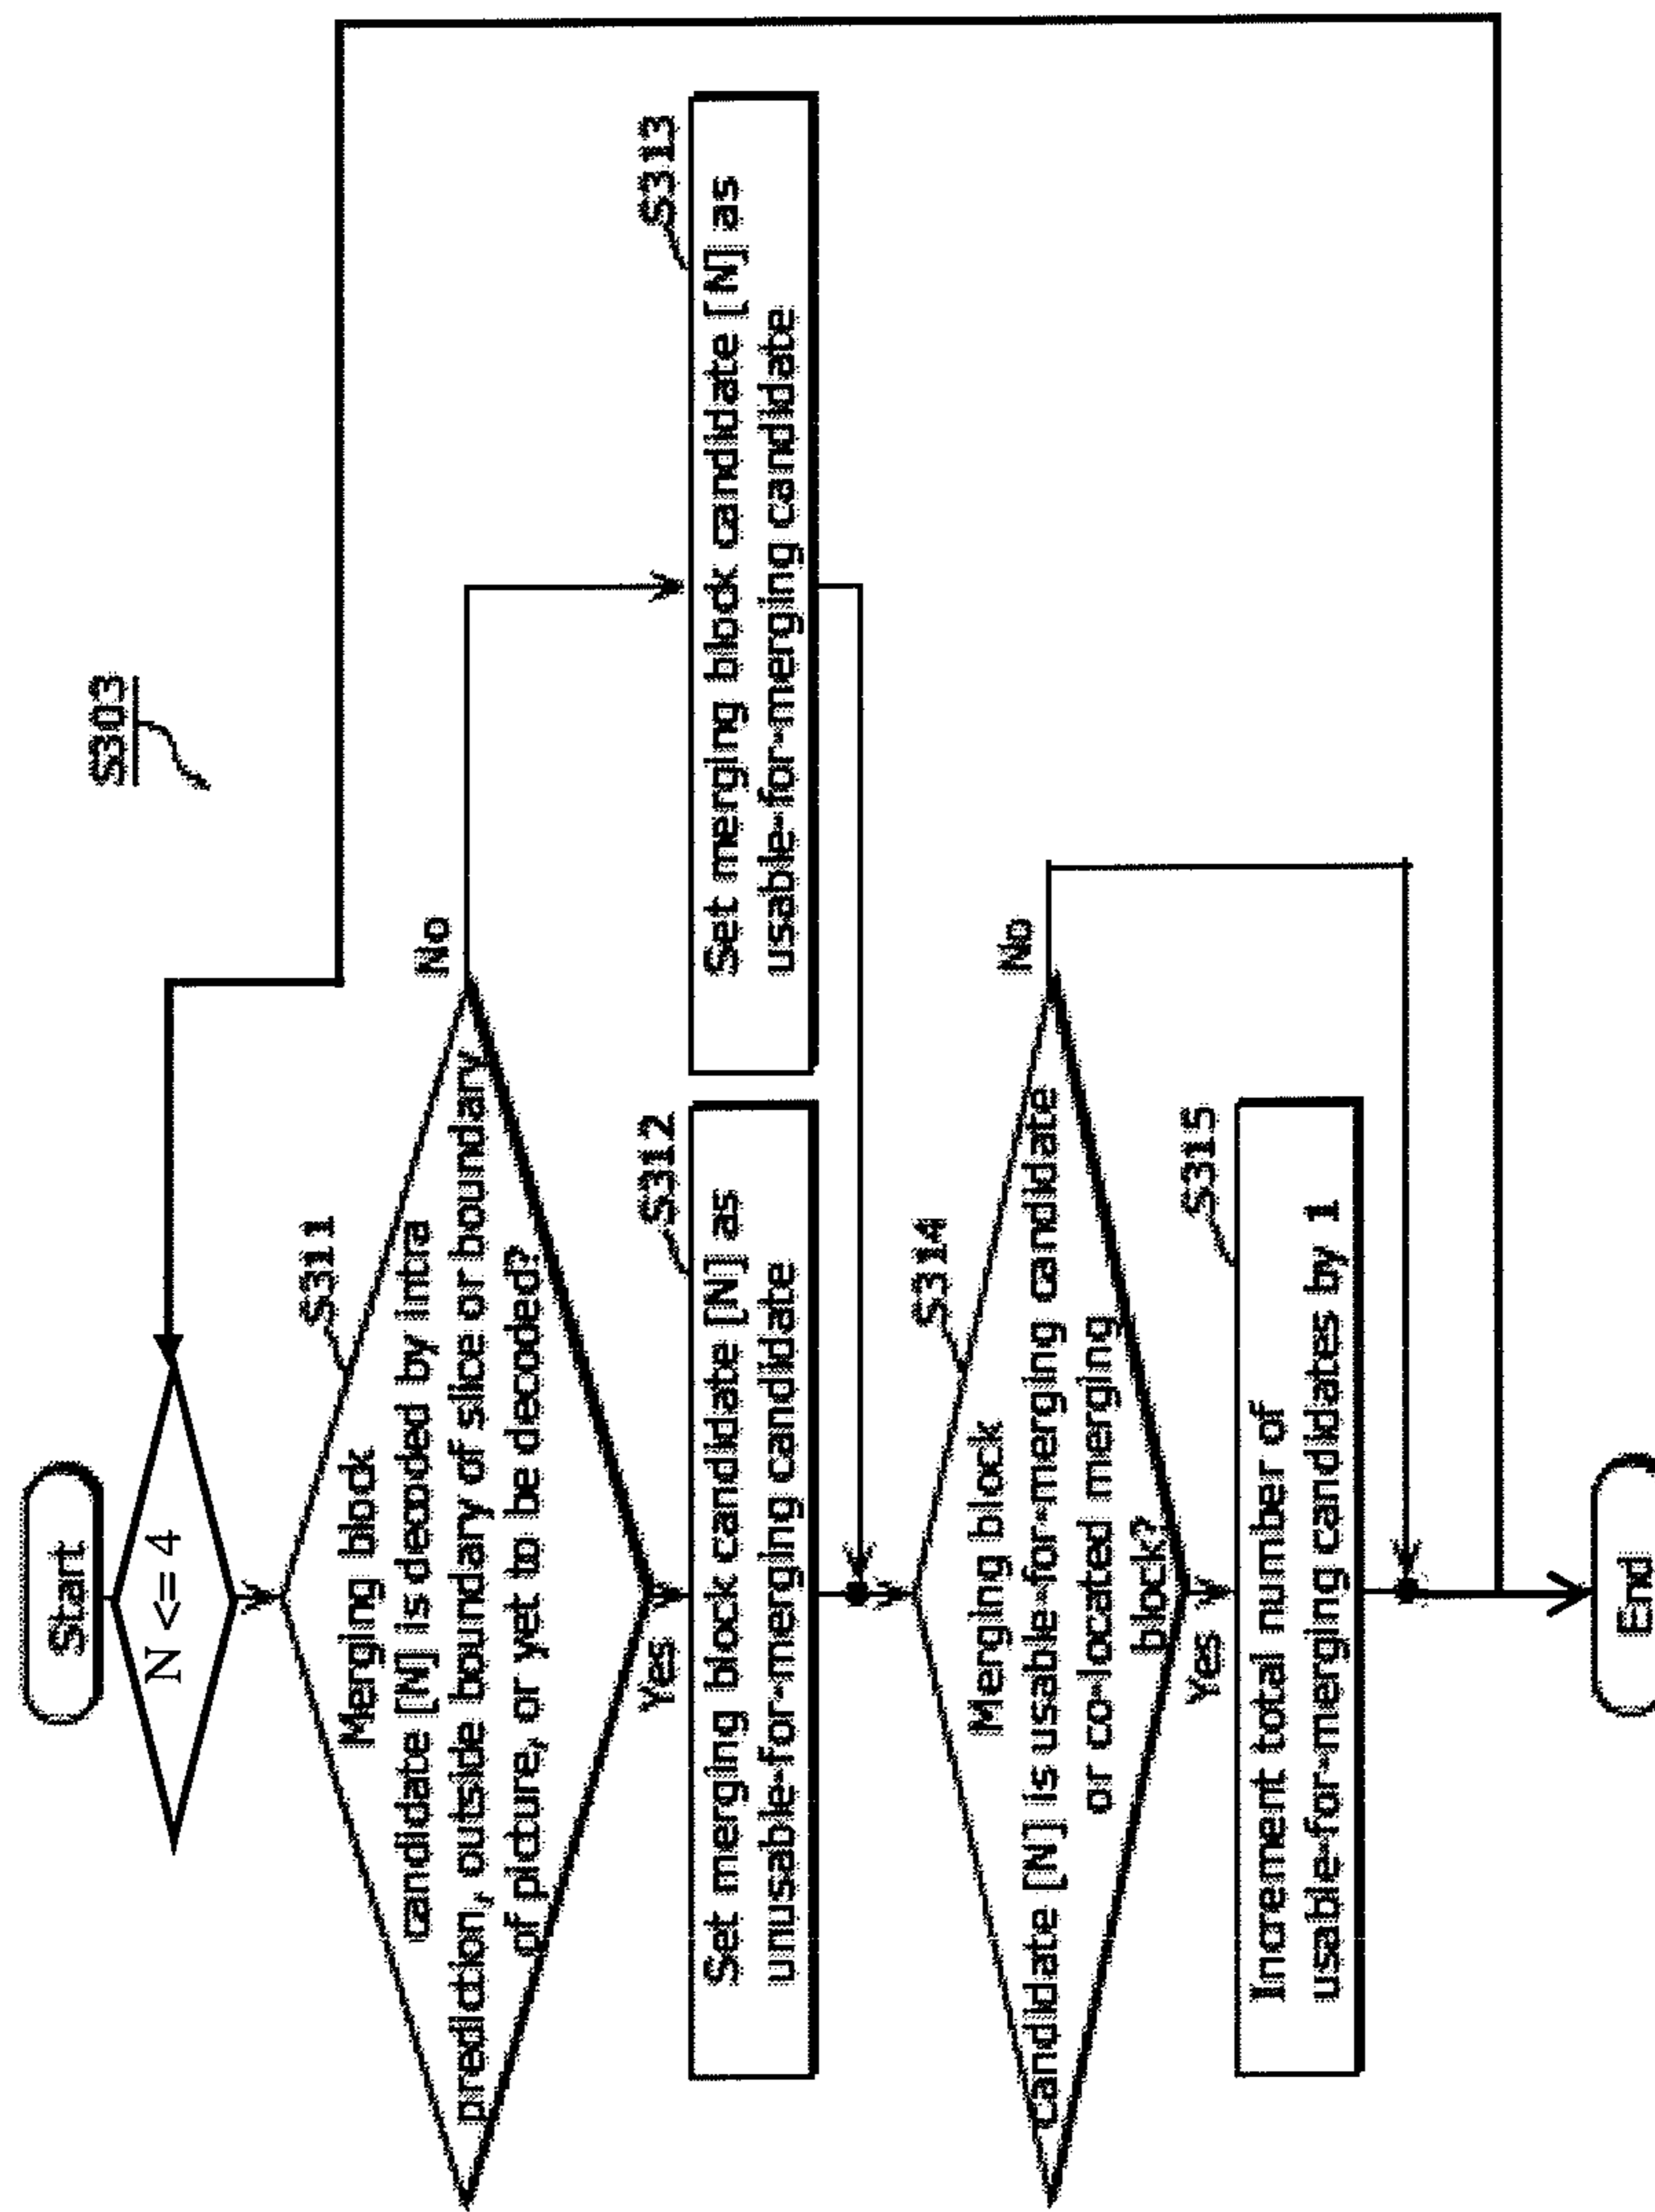 S303
Start
N <= 4
S311
Merging block
candidate [N] is decoded by intra
prediction, outside boundary of slice or boundary
of picture, or yet to be decoded?
No
Yes
S312
Set merging block candidate [N] as
unusable-for-merging candidate
S313
Set merging block candidate [N] as
usable-for-merging candidate
S314
Merging block
candidate [N] is usable-for-merging candidate
or co-located merging
block?
No
Yes
S315
Increment total number of
usable-for-merging candidates by 1
End